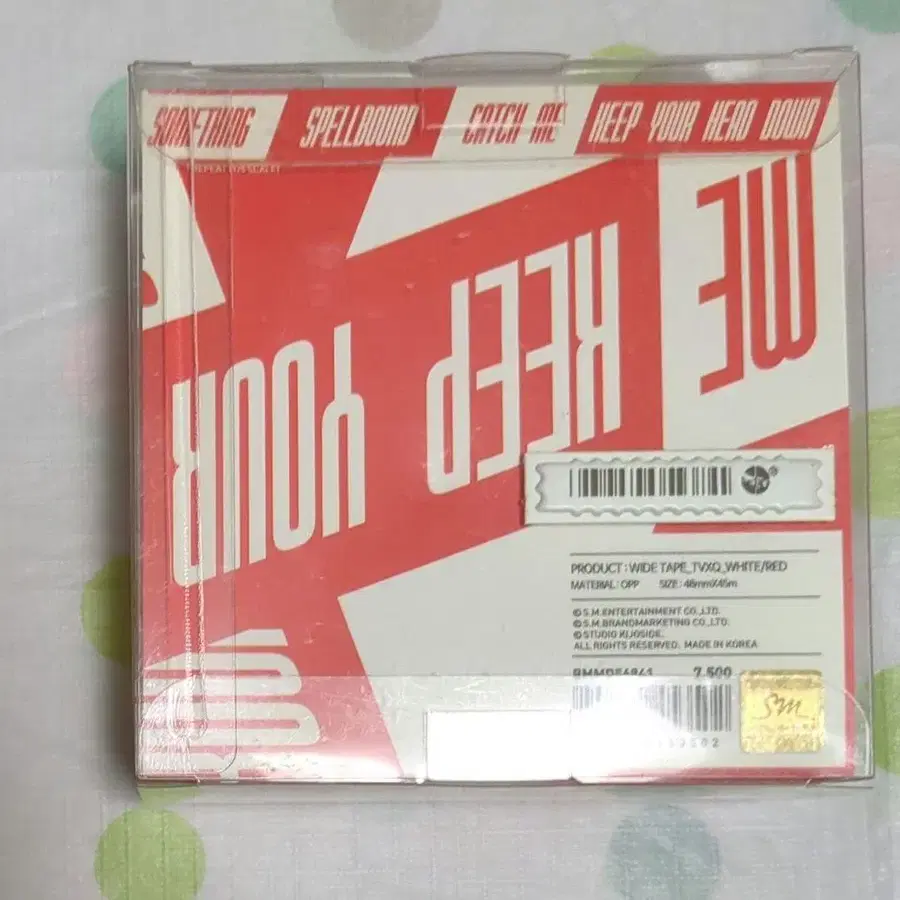 SOMETHING SPELLBOUND CATCH ME KEEP YOUR HEAD DOWN
ME
KEEP
YOUR
PRODUCT : WIDE TAPE_TVXQ_WHITE/RED
MATERIAL : OPP SIZE : 48mmX45m
© S.M.ENTERTAINMENT CO.,LTD.
© S.M.BRANDMARKETING CO.,LTD.
© STUDIO KIJOSIDE.
ALL RIGHTS RESERVED. MADE IN KOREA
7,500
SM